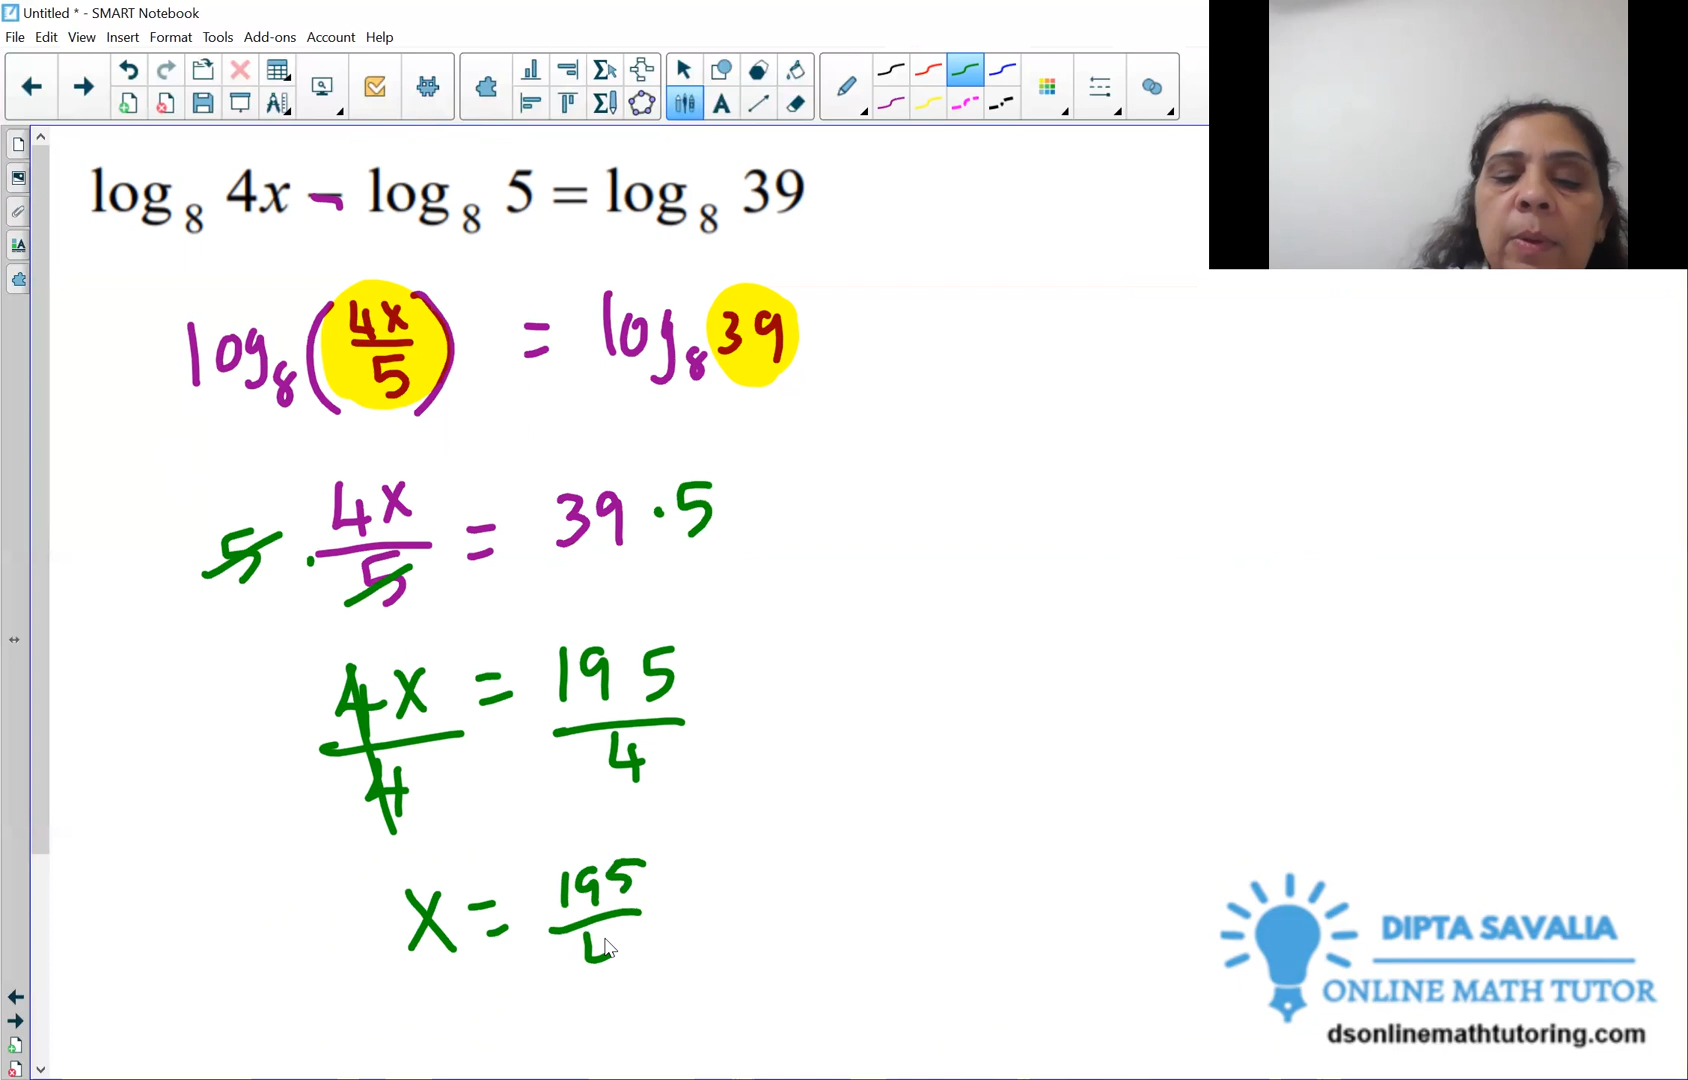 Untitled * - SMART Notebook
File Edit View Insert Format Tools Add-ons Account Help
log₈ 4x - log₈ 5 = log₈ 39
log₈(4x/5) = log₈39
5 · 4x/5 = 39 · 5
4x/4 = 195/4
x = 195/4
DIPTA SAVALIA
ONLINE MATH TUTOR
dsonlinemathtutoring.com